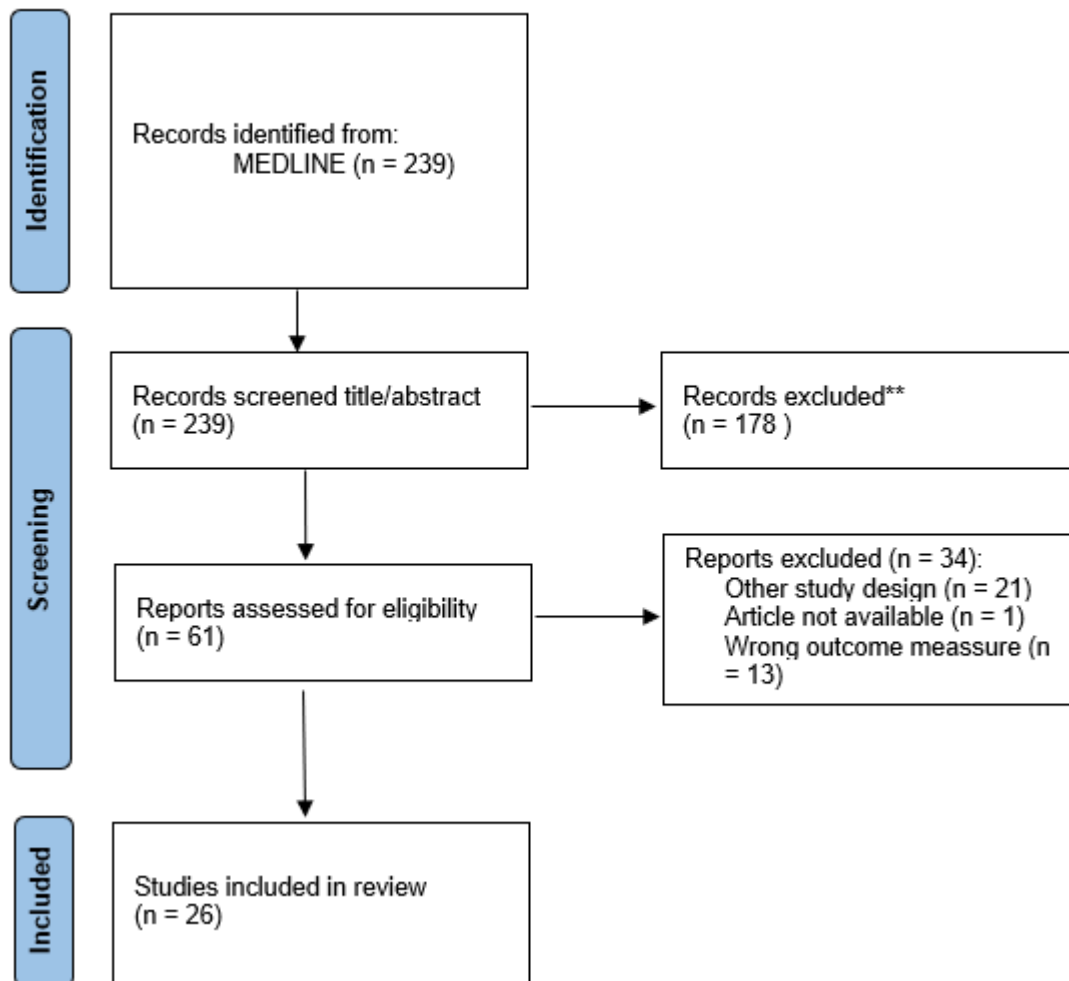 Identification
Records identified from:
MEDLINE (n = 239)
Screening
Records screened title/abstract
(n = 239)
Records excluded**
(n = 178 )
Reports assessed for eligibility
(n = 61)
Reports excluded (n = 34):
Other study design (n = 21)
Article not available (n = 1)
Wrong outcome meassure (n
= 13)
Included
Studies included in review
(n = 26)